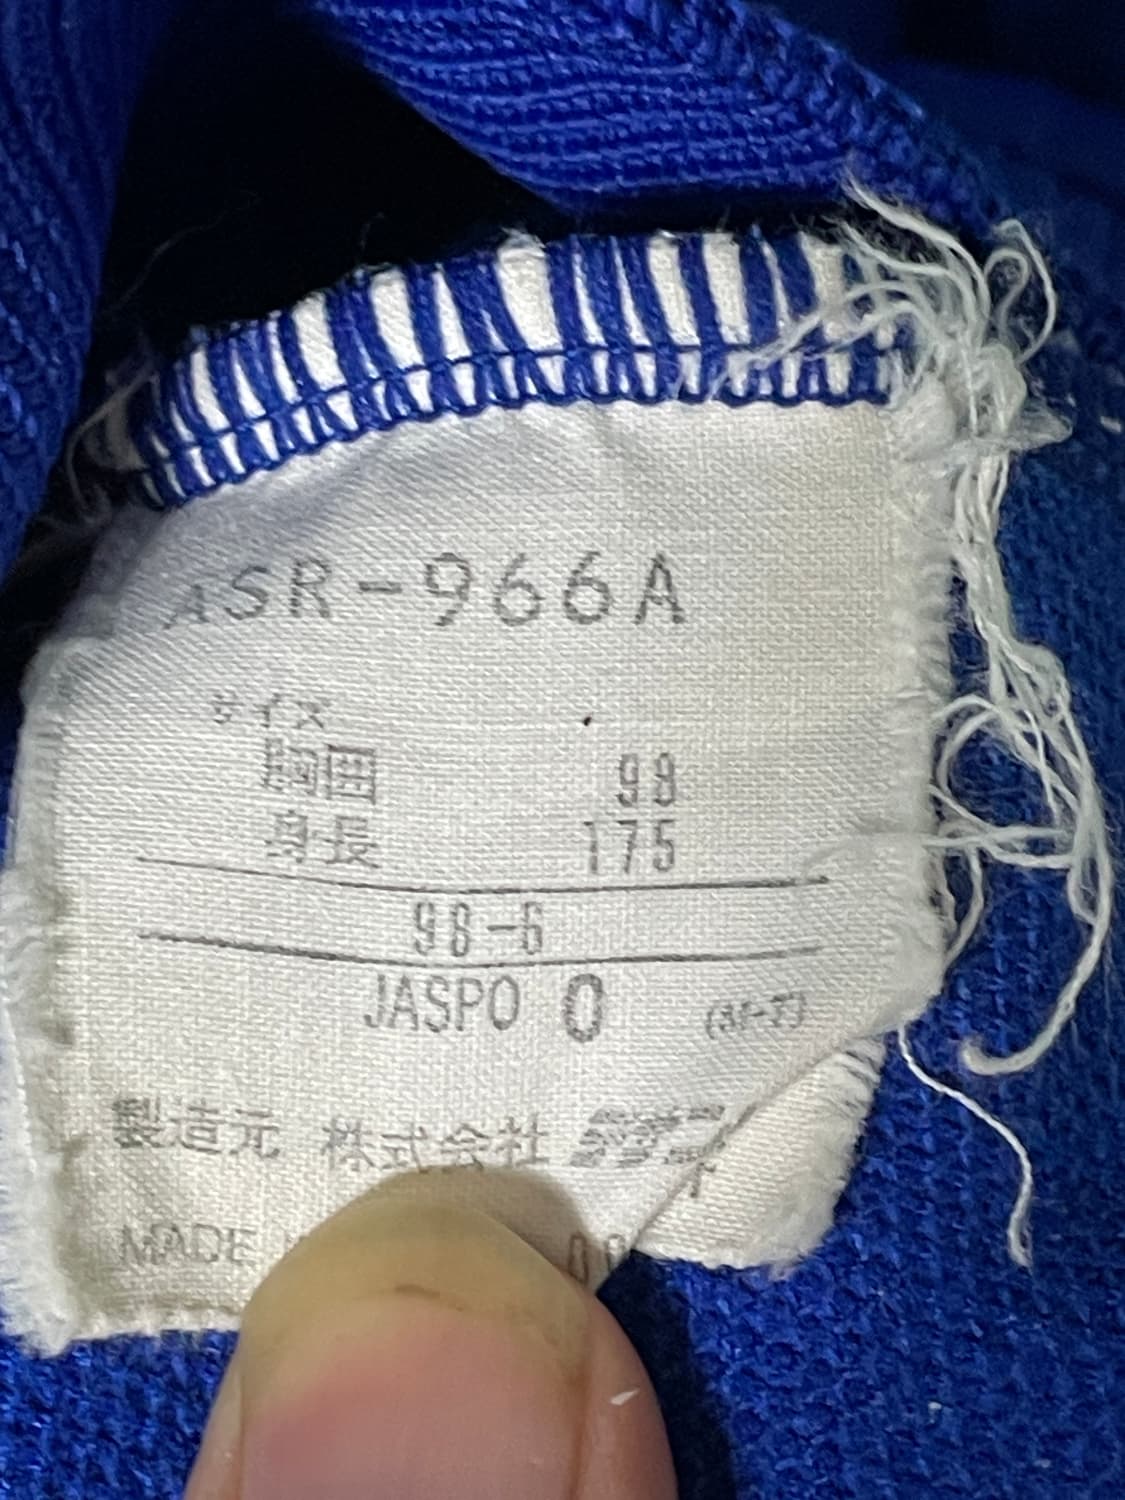 ASR-966A
サイズ
胸囲 98
身長 175
98-6
JASPO O
製造元 株式会社
MADE